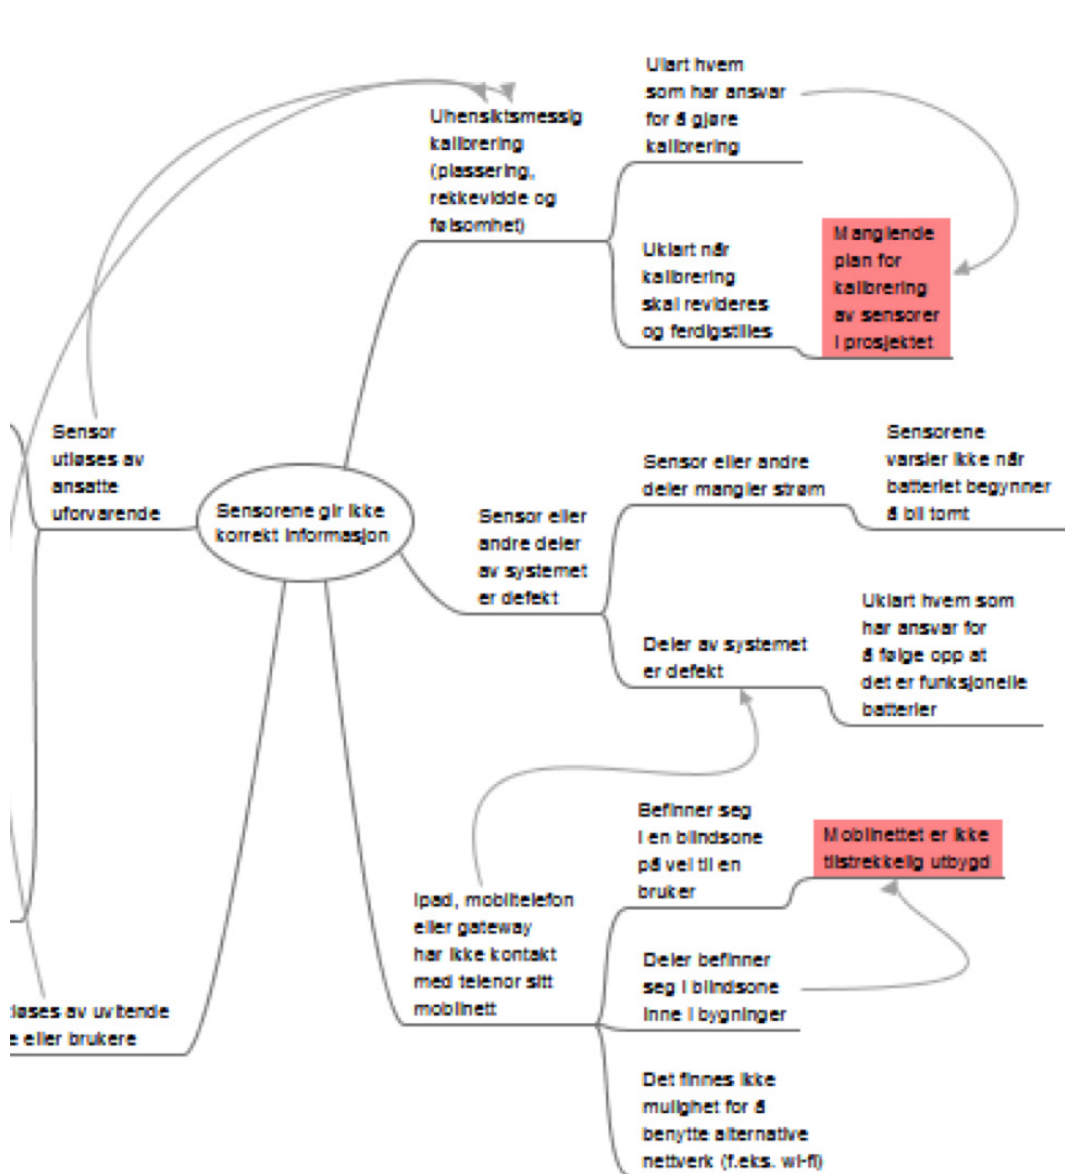 Ulart hvem
som har ansvar
for å gjøre
kalibrering
Uhensiktsmessig
kalibrering
(plassering,
rekkevidde og
følsomhet)
Uklart når
kalibrering
skal revideres
og ferdigstilles
Manglende
plan for
kalibrering
av sensorer
i prosjektet
Sensor
utløses av
ansatte
uforvarende
Sensorene gir ikke
korrekt informasjon
Sensor eller
andre deler
av systemet
er defekt
Sensor eller andre
deler mangler strøm
Sensorene
varsler ikke når
batteriet begynner
å bli tomt
Deler av systemet
er defekt
Uklart hvem som
har ansvar for
å følge opp at
det er funksjonelle
batterier
Ipad, mobiltelefon
eller gateway
har ikke kontakt
med telenor sitt
mobilnett
Befinner seg
i en blindsone
på vei til en
bruker
Mobilnettet er ikke
tilstrekkelig utbygd
Deler befinner
seg i blindsone
inne i bygninger
Det finnes ikke
mulighet for å
benytte alternative
nettverk (f.eks. wi-fi)
av uvitende
eller brukere